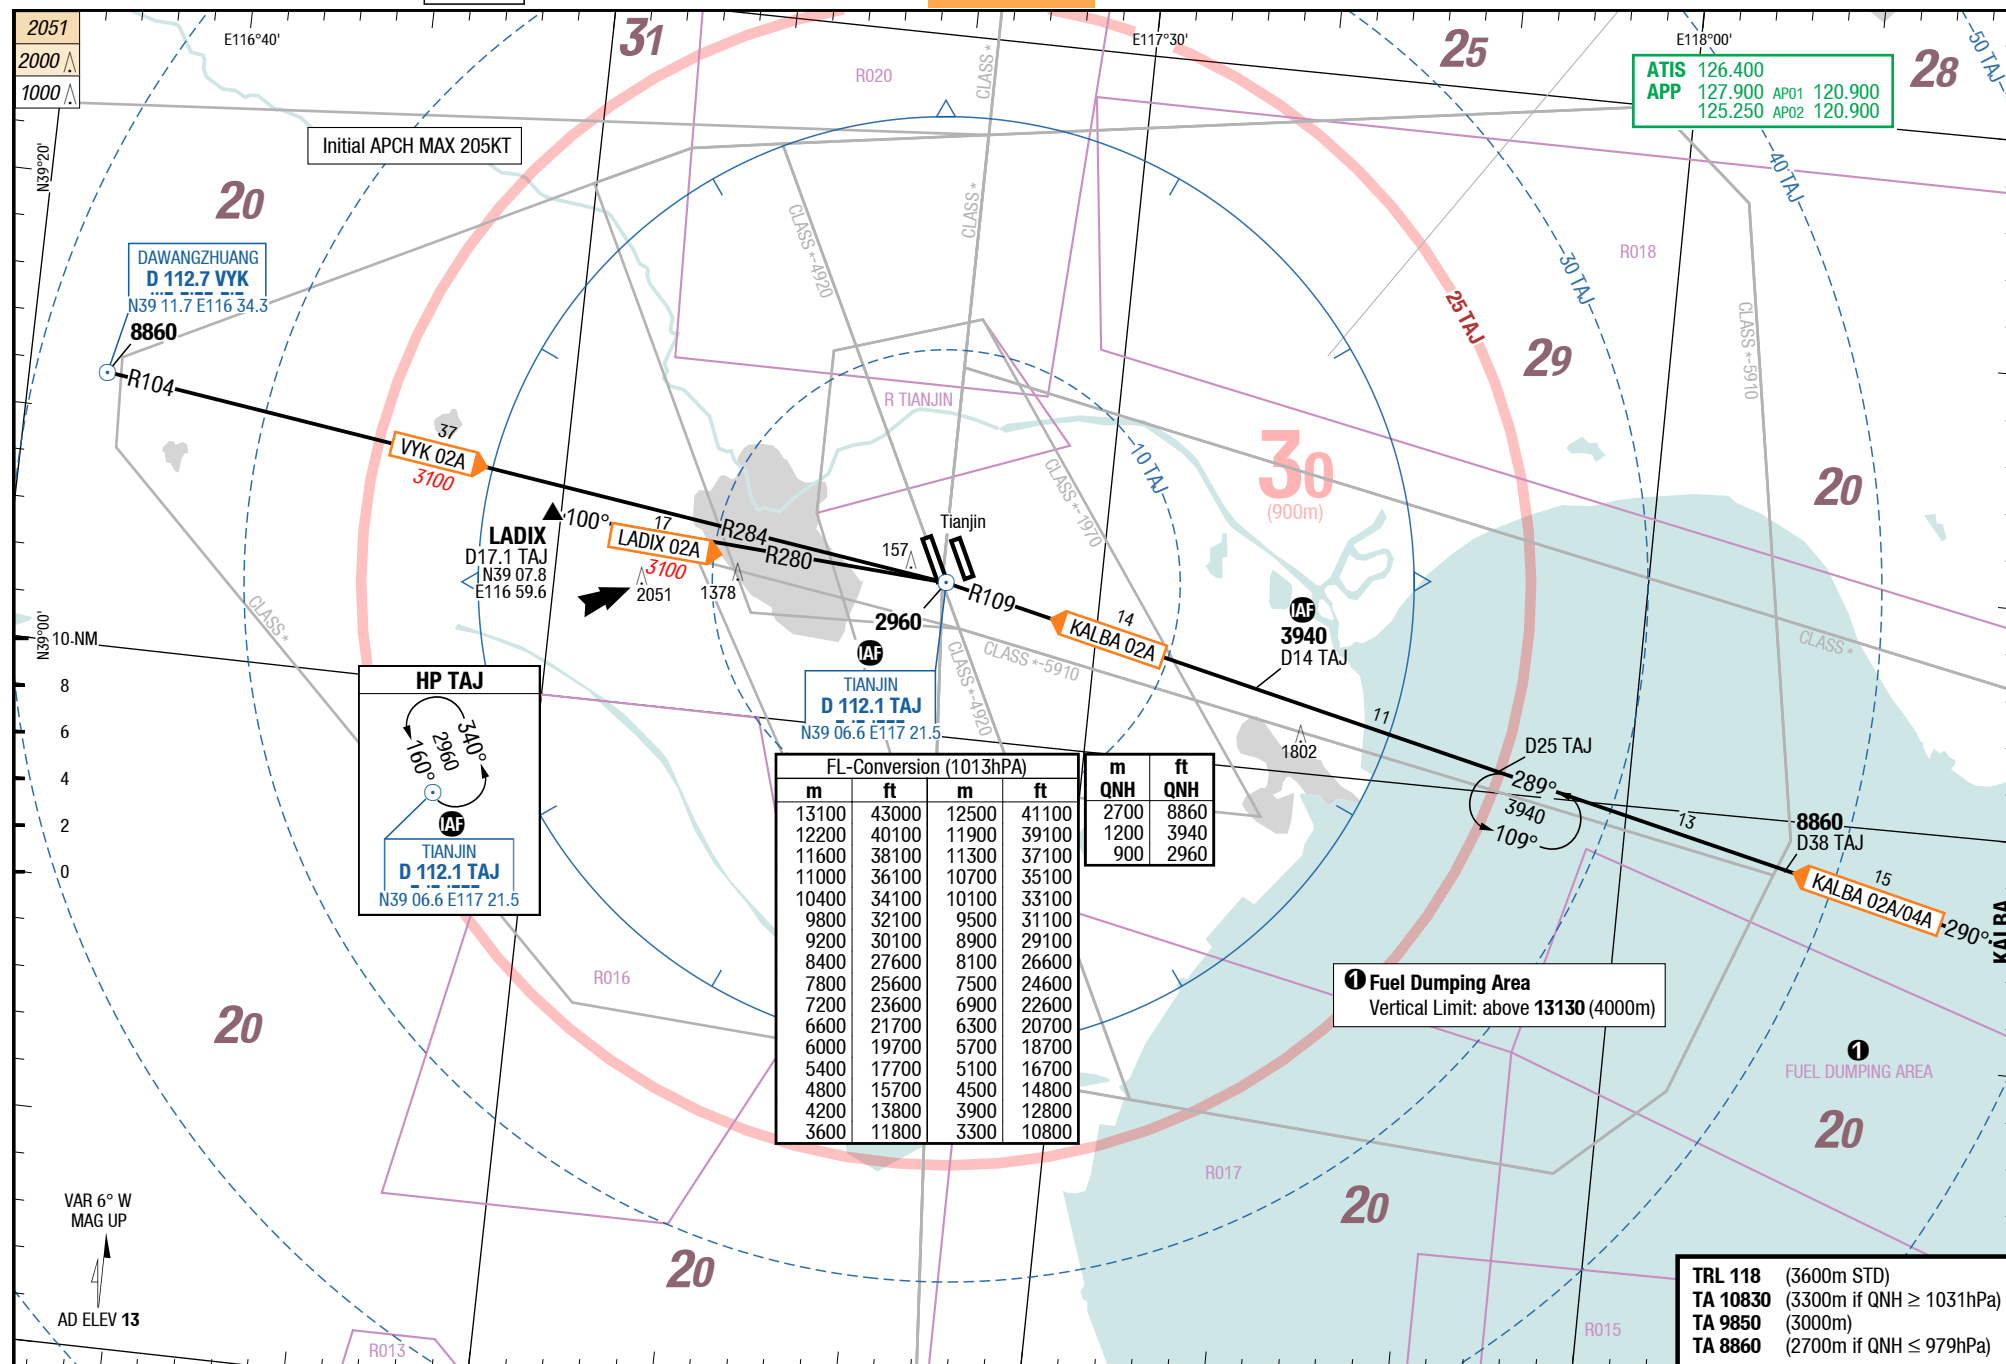 2051
2000
1000
E116°40'
31
E117°30'
25
E118°00'
28
50 TAJ
R020
CLASS *
ATIS 126.400
APP 127.900 AP01 120.900
125.250 AP02 120.900
Initial APCH MAX 205KT
N39°20'
20
40 TAJ
CLASS *
CLASS *-4920
R018
30 TAJ
DAWANGZHUANG
D 112.7 VYK
N39 11.7 E116 34.3
8860
25 TAJ
29
CLASS *-5910
R104
R TIANJIN
37
VYK 02A
3100
10 TAJ
CLASS *-1970
30
(900m)
20
LADIX
D17.1 TAJ
N39 07.8
E116 59.6
100°
17
LADIX 02A
3100
R284
R280
157
Tianjin
2051
1378
R109
2960
IAF
TIANJIN
D 112.1 TAJ
N39 06.6 E117 21.5
14
KALBA 02A
IAF
3940
D14 TAJ
CLASS *
CLASS *
CLASS *-5910
CLASS *-4920
N39°00'
10 NM
8
6
4
2
0
HP TAJ
340°
2960
160°
IAF
TIANJIN
D 112.1 TAJ
N39 06.6 E117 21.5
11
1802
D25 TAJ
289°
3940
109°
13
8860
D38 TAJ
15
KALBA 02A/04A
290°
KALBA
FL-Conversion (1013hPA)
m ft m ft
13100 43000 12500 41100
12200 40100 11900 39100
11600 38100 11300 37100
11000 36100 10700 35100
10400 34100 10100 33100
9800 32100 9500 31100
9200 30100 8900 29100
8400 27600 8100 26600
7800 25600 7500 24600
7200 23600 6900 22600
6600 21700 6300 20700
6000 19700 5700 18700
5400 17700 5100 16700
4800 15700 4500 14800
4200 13800 3900 12800
3600 11800 3300 10800
m ft
QNH QNH
2700 8860
1200 3940
900 2960
R016
20
1 Fuel Dumping Area
Vertical Limit: above 13130 (4000m)
1
FUEL DUMPING AREA
20
R017
20
20
VAR 6° W
MAG UP
AD ELEV 13
R013
R015
TRL 118 (3600m STD)
TA 10830 (3300m if QNH ≥ 1031hPa)
TA 9850 (3000m)
TA 8860 (2700m if QNH ≤ 979hPa)